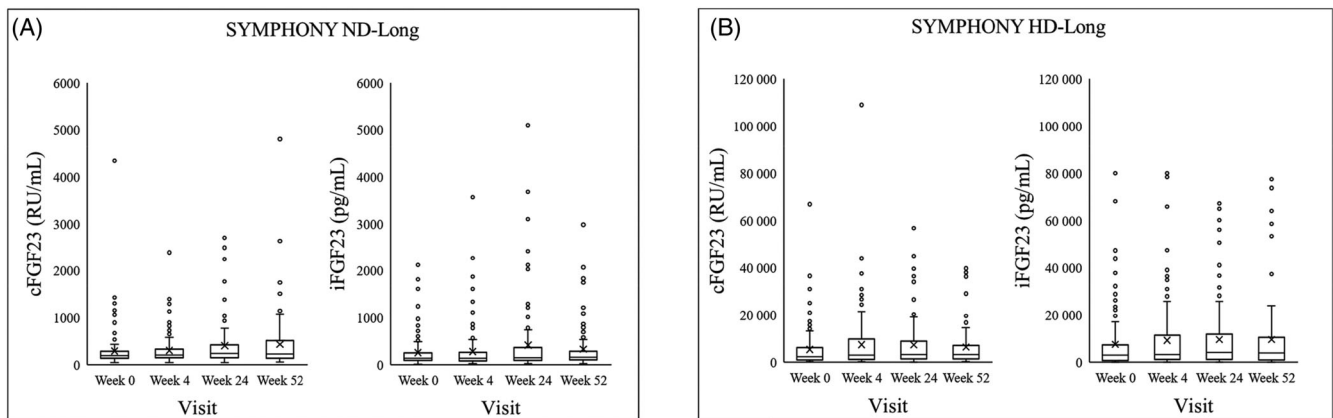 (A)
SYMPHONY ND-Long
6000
5000
4000
3000
2000
1000
0
cFGF23 (RU/mL)
Week 0 Week 4 Week 24 Week 52
Visit
6000
5000
4000
3000
2000
1000
0
iFGF23 (pg/mL)
Week 0 Week 4 Week 24 Week 52
Visit
(B)
SYMPHONY HD-Long
120 000
100 000
80 000
60 000
40 000
20 000
0
cFGF23 (RU/mL)
Week 0 Week 4 Week 24 Week 52
Visit
120 000
100 000
80 000
60 000
40 000
20 000
0
iFGF23 (pg/mL)
Week 0 Week 4 Week 24 Week 52
Visit